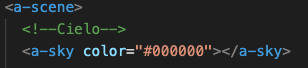 <a-scene>
<!--Cielo-->
<a-sky color="#000000"></a-sky>